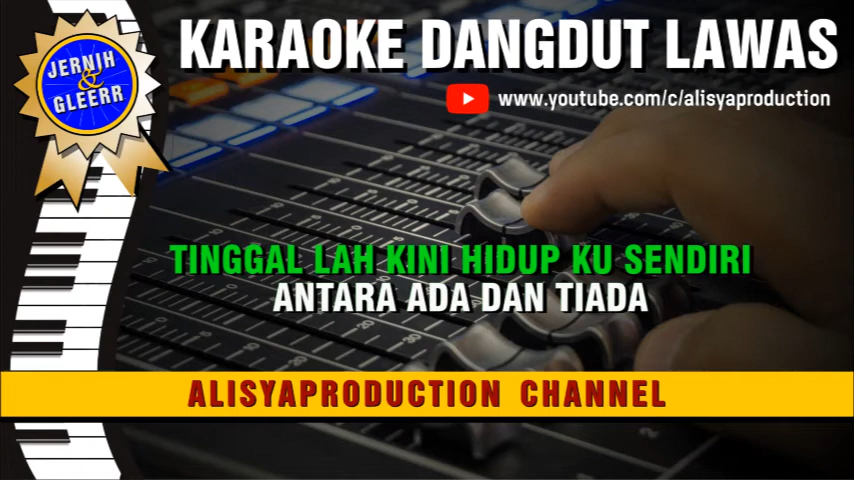 JERNIH
&
GLEERR
KARAOKE DANGDUT LAWAS
www.youtube.com/c/alisyaproduction
TINGGAL LAH KINI HIDUP KU SENDIRI
ANTARA ADA DAN TIADA
ALISYAPRODUCTION CHANNEL